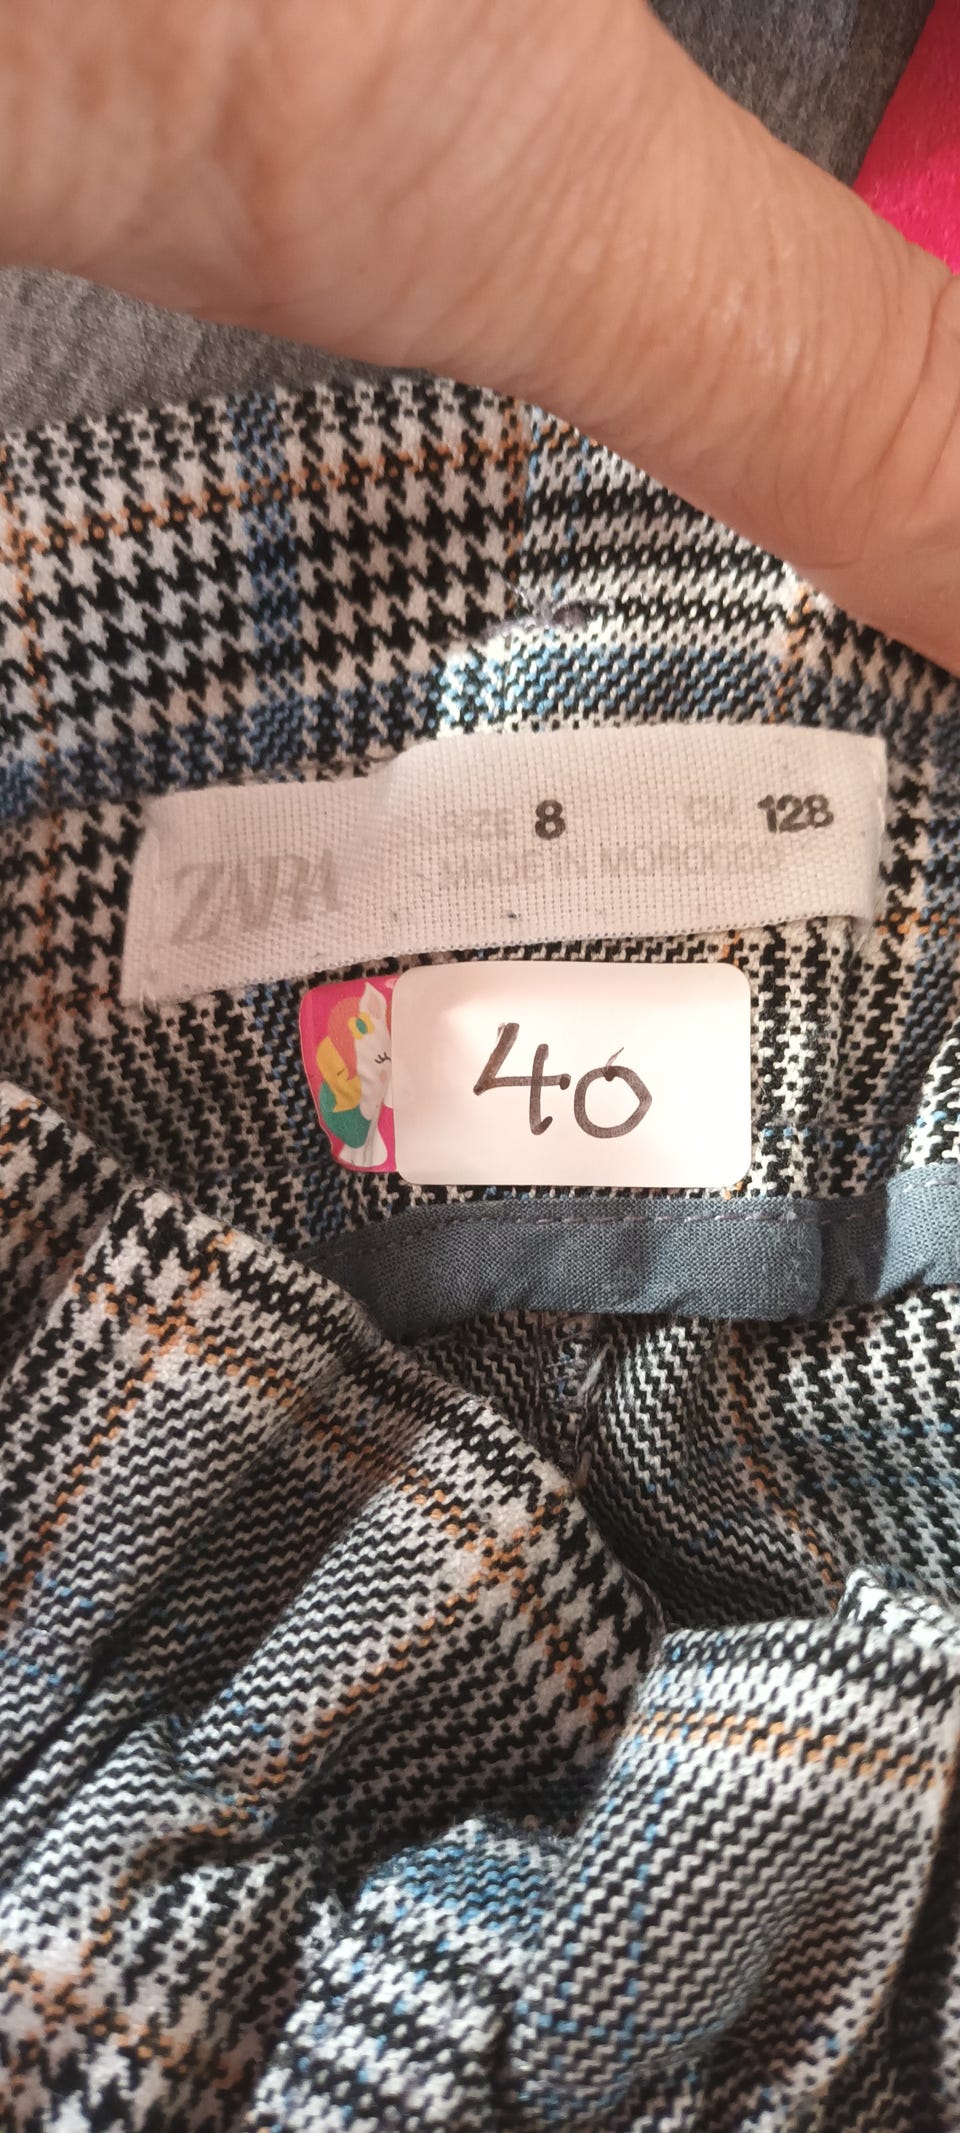 ZARA
SIZE 8 CM 128
MADE IN MOROCCO
40